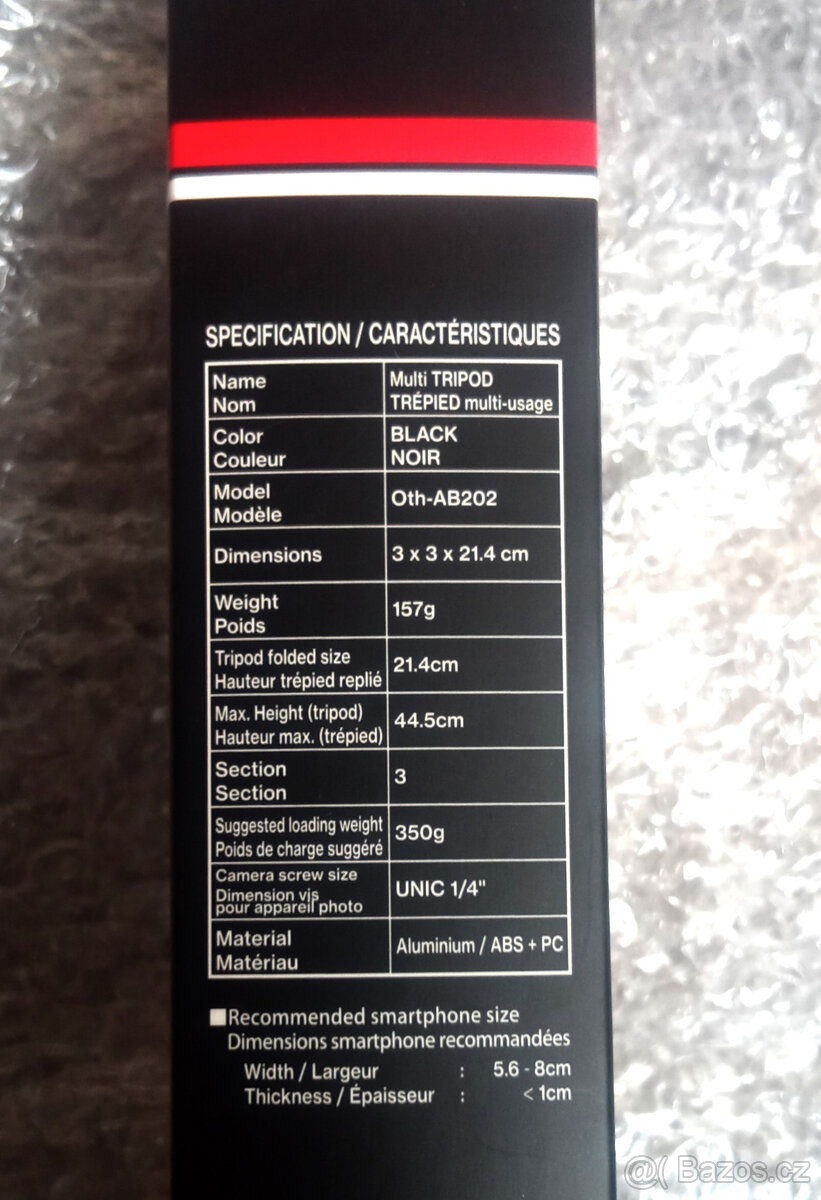 SPECIFICATION / CARACTÉRISTIQUES
Name
Nom
Multi TRIPOD
TRÉPIED multi-usage
Color
Couleur
BLACK
NOIR
Model
Modèle
Oth-AB202
Dimensions
3 x 3 x 21.4 cm
Weight
Poids
157g
Tripod folded size
Hauteur trépied replié
21.4cm
Max. Height (tripod)
Hauteur max. (trépied)
44.5cm
Section
Section
3
Suggested loading weight
Poids de charge suggéré
350g
Camera screw size
Dimension vis
pour appareil photo
UNIC 1/4"
Material
Matériau
Aluminium / ABS + PC
Recommended smartphone size
Dimensions smartphone recommandées
Width / Largeur : 5.6 - 8cm
Thickness / Épaisseur : < 1cm
@( Bazos.cz